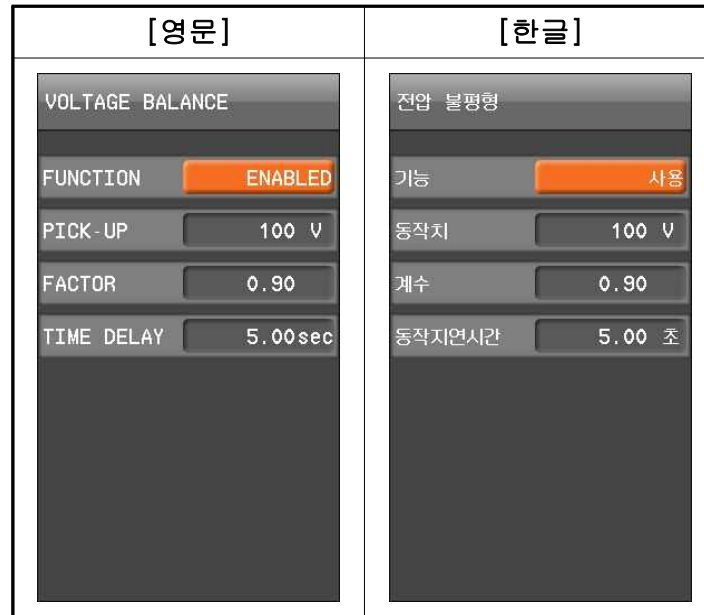 [영문]
[한글]
VOLTAGE BALANCE
FUNCTION ENABLED
PICK-UP 100 V
FACTOR 0.90
TIME DELAY 5.00sec
전압 불평형
기능 사용
동작치 100 V
계수 0.90
동작지연시간 5.00 초